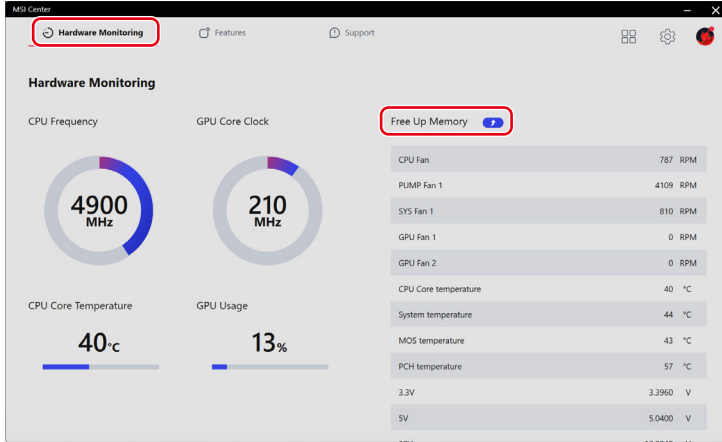 MSI Center
Hardware Monitoring
Features
Support
Hardware Monitoring
CPU Frequency
4900
MHz
GPU Core Clock
210
MHz
CPU Core Temperature
40°C
GPU Usage
13%
Free Up Memory
CPU Fan 787 RPM
PUMP Fan 1 4109 RPM
SYS Fan 1 810 RPM
GPU Fan 1 0 RPM
GPU Fan 2 0 RPM
CPU Core temperature 40 °C
System temperature 44 °C
MOS temperature 43 °C
PCH temperature 57 °C
3.3V 3.3960 V
5V 5.0400 V